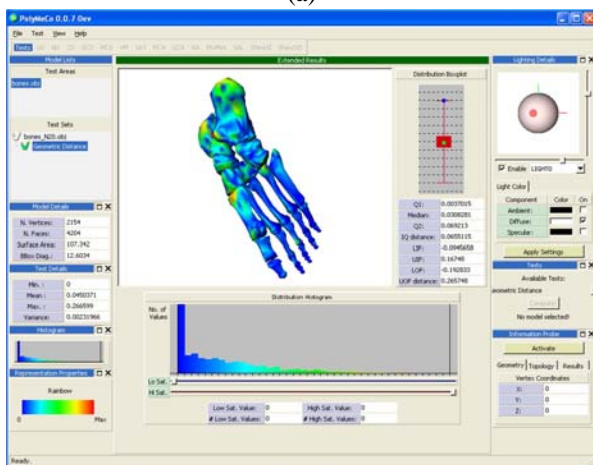 (a)
PolyMeCo 0.0.7 Dev
File Test View Help
Tests
Model Lists
Test Areas
bones.obj
Test Sets
bones_N20.obj
Geometric Distance
Model Details
N. Vertices: 2154
N. Faces: 4204
Surface Area: 107.342
BBox Diag.: 12.6034
Test Details
Min. : 0
Mean : 0.0450371
Max. : 0.266599
Variance: 0.00231966
Histogram
Representation Properties
Rainbow
0 Max
Extended Results
Distribution Boxplot
Q1: 0.0037015
Median: 0.0308281
Q2: 0.069213
IQ distance: 0.0655115
LIF: -0.0945658
UIF: 0.16748
LOF: -0.192833
UOF distance: 0.265748
Distribution Histogram
No. of
Values
Lo Sat.
Hi Sat.
Low Sat. Value: 0 High Sat. Value: 0
# Low Sat. Values: 0 # High Sat. Values: 0
Lighting Details
Enable LIGHT0
Light Color
Component Color On
Ambient:
Diffuse:
Specular:
Apply Settings
Tests
Available Tests:
eometric Distance
Compute
No model selected!
Information Probe
Activate
Geometry Topology Results
Vertex Coordinates
X: 0
Y: 0
Z: 0
Ready.